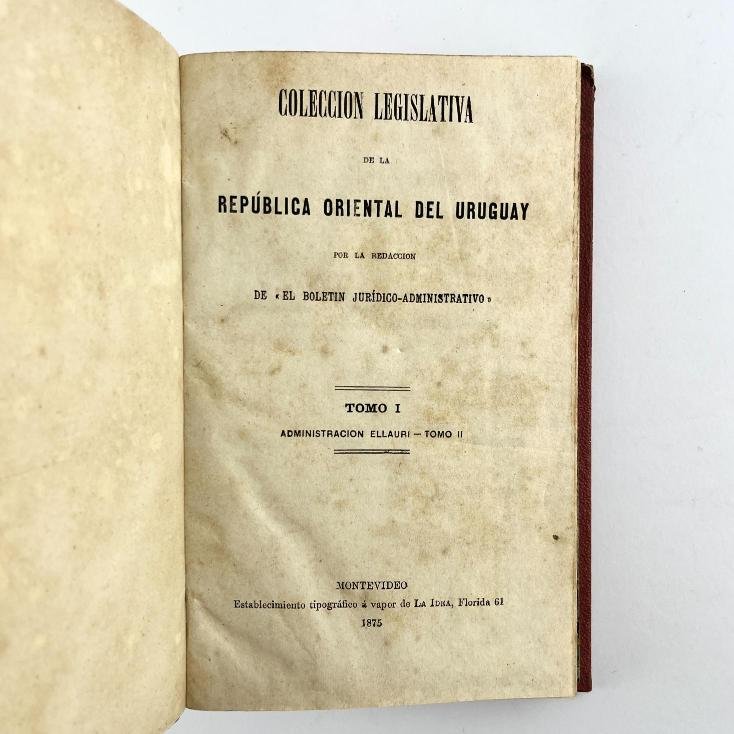 COLECCION LEGISLATIVA
DE LA
REPÚBLICA ORIENTAL DEL URUGUAY
POR LA REDACCION
DE «EL BOLETIN JURÍDICO-ADMINISTRATIVO»
TOMO I
ADMINISTRACION ELLAURI — TOMO II
MONTEVIDEO
Establecimiento tipográfico á vapor de LA IDEA, Florida 61
1875